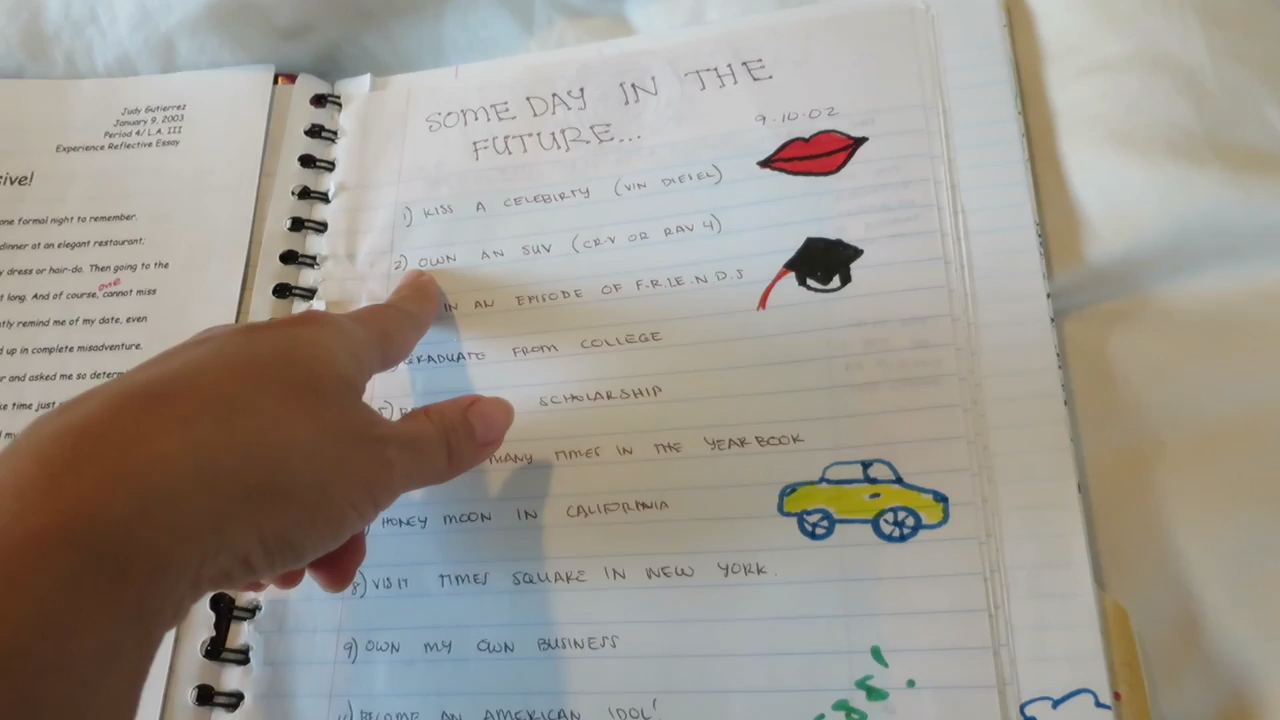 Judy Gutierrez
January 9, 2003
Period 4/ L.A. III
Experience Reflective Essay
sive!
one formal night to remember.
dinner at an elegant restaurant;
dress or hair-do. Then going to the
over
long. And of course, cannot miss
remind me of my date, even
up in complete misadventure.
and asked me so
time just
SOME DAY IN THE
FUTURE...
9-10-02
1) KISS A CELEBIRTY (VIN DIESEL)
2) OWN AN SUV (CR-V OR RAV 4)
IN AN EPISODE OF F.R.I.E.N.D.S
GRADUATE FROM COLLEGE
5) SCHOLARSHIP
MANY TIMES IN THE YEARBOOK
HONEY MOON IN CALIFORNIA
8) VISIT TIMES SQUARE IN NEW YORK.
9) OWN MY OWN BUSINESS
BECOME AN AMERICAN IDOL!